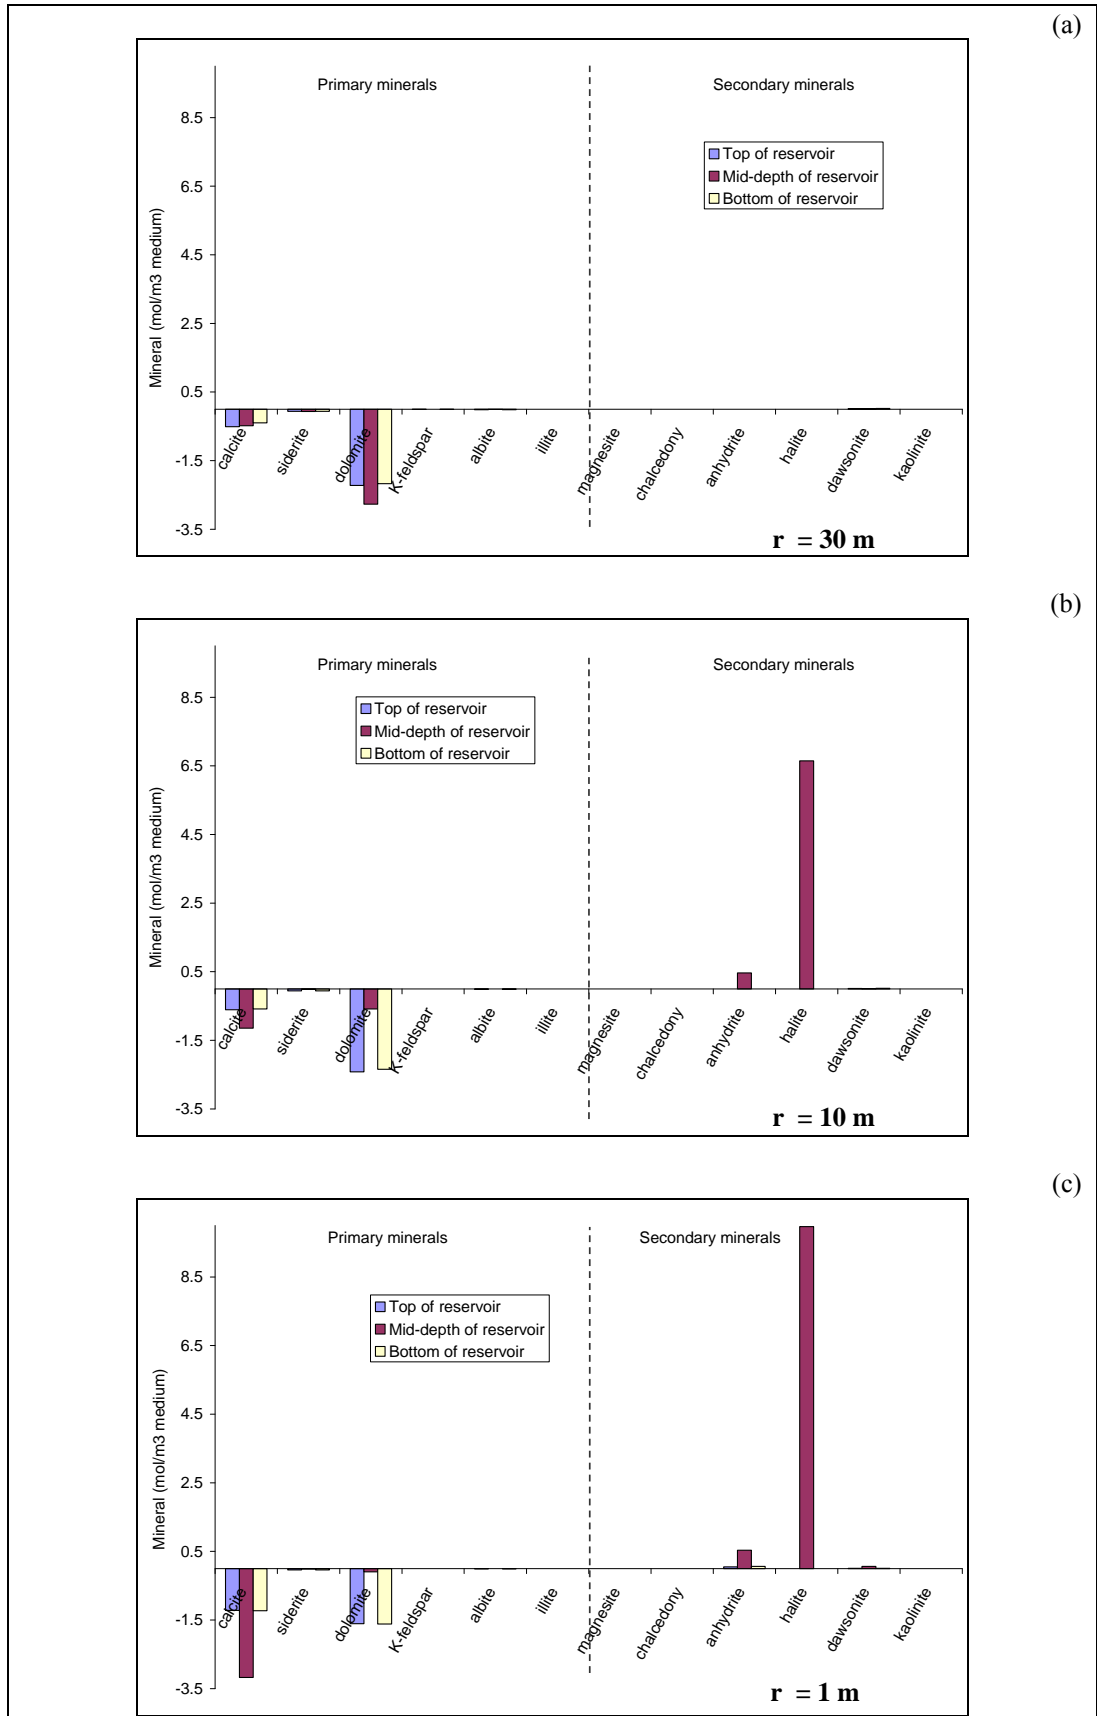 (a)
Primary minerals
Secondary minerals
8.5
6.5
4.5
2.5
0.5
-1.5
-3.5
Mineral (mol/m3 medium)
Top of reservoir
Mid-depth of reservoir
Bottom of reservoir
calcite
siderite
dolomite
K-feldspar
albite
illite
magnesite
chalcedony
anhydrite
halite
dawsonite
kaolinite
r = 30 m
(b)
Primary minerals
Secondary minerals
8.5
6.5
4.5
2.5
0.5
-1.5
-3.5
Mineral (mol/m3 medium)
Top of reservoir
Mid-depth of reservoir
Bottom of reservoir
calcite
siderite
dolomite
K-feldspar
albite
illite
magnesite
chalcedony
anhydrite
halite
dawsonite
kaolinite
r = 10 m
(c)
Primary minerals
Secondary minerals
8.5
6.5
4.5
2.5
0.5
-1.5
-3.5
Mineral (mol/m3 medium)
Top of reservoir
Mid-depth of reservoir
Bottom of reservoir
calcite
siderite
dolomite
K-feldspar
albite
illite
magnesite
chalcedony
anhydrite
halite
dawsonite
kaolinite
r = 1 m